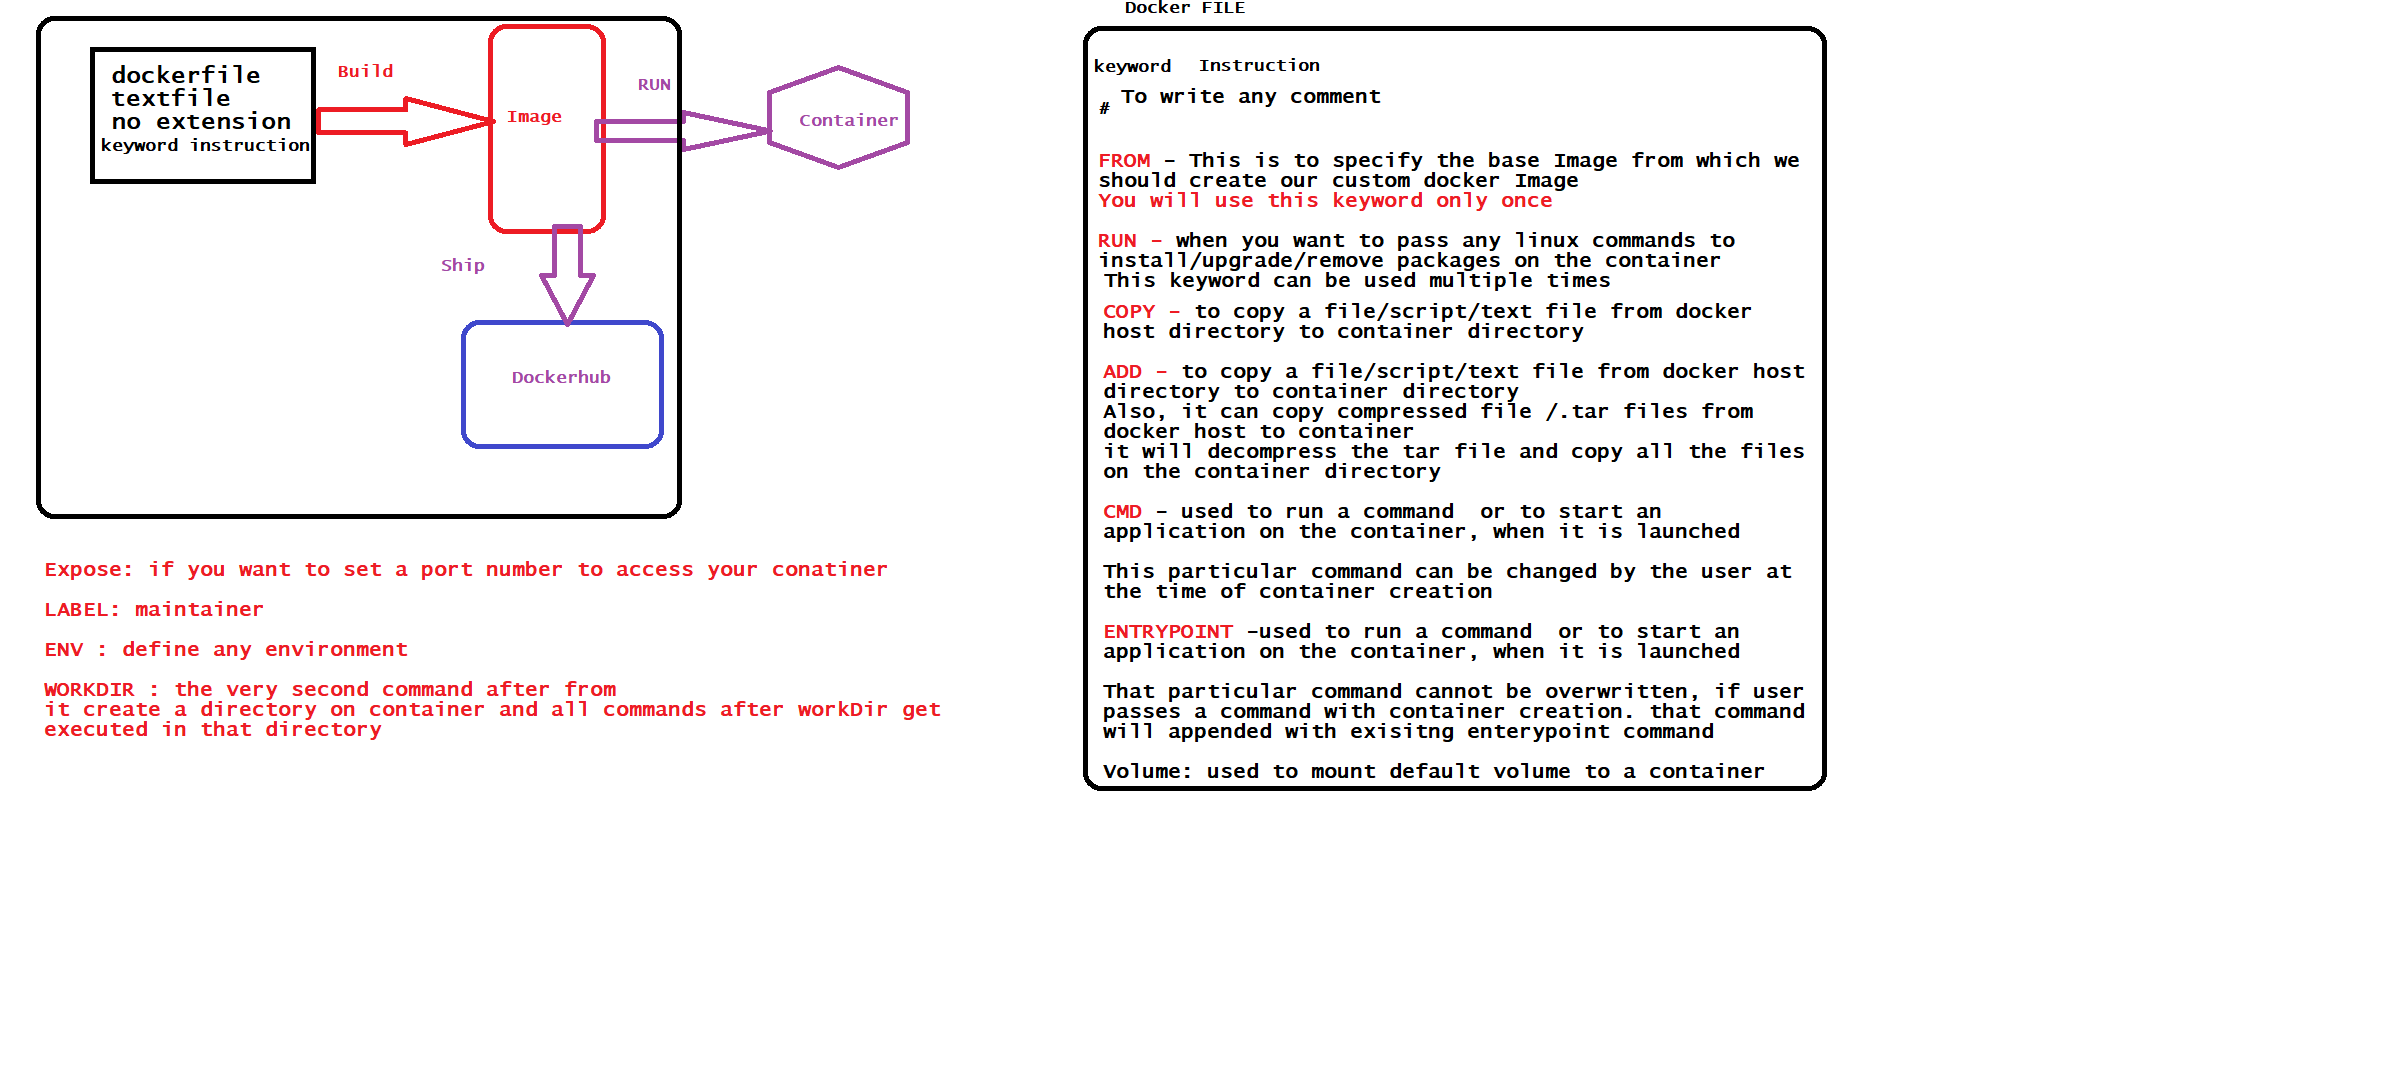 dockerfile
textfile
no extension
keyword instruction
Build
Image
RUN
Container
Ship
Dockerhub
Expose: if you want to set a port number to access your conatiner
LABEL: maintainer
ENV : define any environment
WORKDIR : the very second command after from
it create a directory on container and all commands after workDir get
executed in that directory
Docker FILE
keyword Instruction
# To write any comment
FROM - This is to specify the base Image from which we
should create our custom docker Image
You will use this keyword only once
RUN - when you want to pass any linux commands to
install/upgrade/remove packages on the container
This keyword can be used multiple times
COPY - to copy a file/script/text file from docker
host directory to container directory
ADD - to copy a file/script/text file from docker host
directory to container directory
Also, it can copy compressed file /.tar files from
docker host to container
it will decompress the tar file and copy all the files
on the container directory
CMD - used to run a command  or to start an
application on the container, when it is launched
This particular command can be changed by the user at
the time of container creation
ENTRYPOINT -used to run a command  or to start an
application on the container, when it is launched
That particular command cannot be overwritten, if user
passes a command with container creation. that command
will appended with exisitng enterypoint command
Volume: used to mount default volume to a container